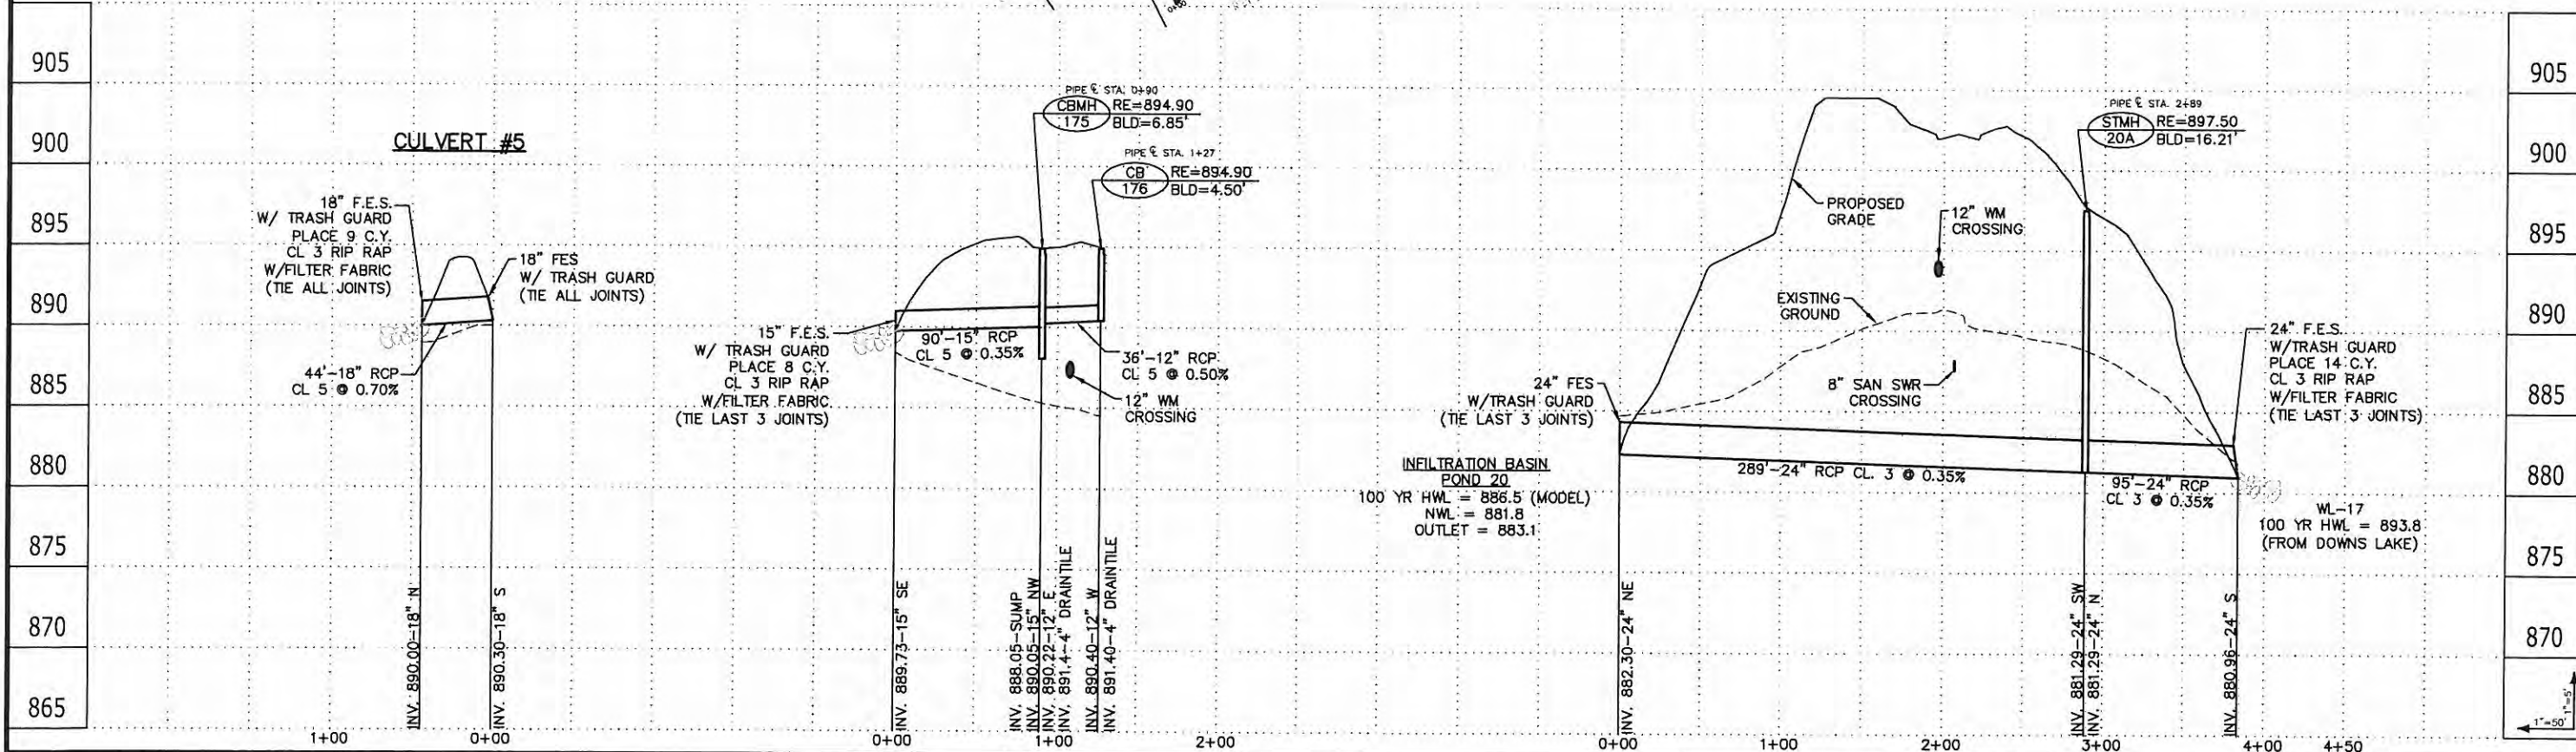 905
900
895
890
885
880
875
870
865
CULVERT #5
18" F.E.S.
W/ TRASH GUARD
PLACE 9 C.Y.
CL 3 RIP RAP
W/FILTER FABRIC
(TIE ALL JOINTS)
18" FES
W/ TRASH GUARD
(TIE ALL JOINTS)
44'-18" RCP
CL 5 @ 0.70%
INV. 890.00-18" N
INV. 890.30-18" S
1+00
0+00
PIPE ℄ STA. 0+90
CBMH
175
RE=894.90
BLD=6.85'
PIPE ℄ STA. 1+27
CB
176
RE=894.90
BLD=4.50'
15" F.E.S.
W/ TRASH GUARD
PLACE 8 C.Y.
CL 3 RIP RAP
W/FILTER FABRIC
(TIE LAST 3 JOINTS)
90'-15" RCP
CL 5 @ 0.35%
36'-12" RCP
CL 5 @ 0.50%
12" WM
CROSSING
INV. 889.73-15" SE
INV. 888.05-SUMP
INV. 890.05-15" NW
INV. 890.22-12" E
INV. 891.4-4" DRAINTILE
INV. 890.40-12" W
INV. 891.40-4" DRAINTILE
0+00
1+00
2+00
PIPE ℄ STA. 2+89
STMH
20A
RE=897.50
BLD=16.21'
PROPOSED
GRADE
12" WM
CROSSING
EXISTING
GROUND
8" SAN SWR
CROSSING
24" FES
W/TRASH GUARD
(TIE LAST 3 JOINTS)
INFILTRATION BASIN
POND 20
100 YR HWL = 886.5 (MODEL)
NWL = 881.8
OUTLET = 883.1
289'-24" RCP CL. 3 @ 0.35%
95'-24" RCP
CL 3 @ 0.35%
24" F.E.S.
W/TRASH GUARD
PLACE 14 C.Y.
CL 3 RIP RAP
W/FILTER FABRIC
(TIE LAST 3 JOINTS)
WL-17
100 YR HWL = 893.8
(FROM DOWNS LAKE)
INV. 882.30-24" NE
INV. 881.29-24" SW
INV. 881.29-24" N
INV. 880.96-24" S
0+00
1+00
2+00
3+00
4+00
4+50
905
900
895
890
885
880
875
870
1"=5'
1"=50'